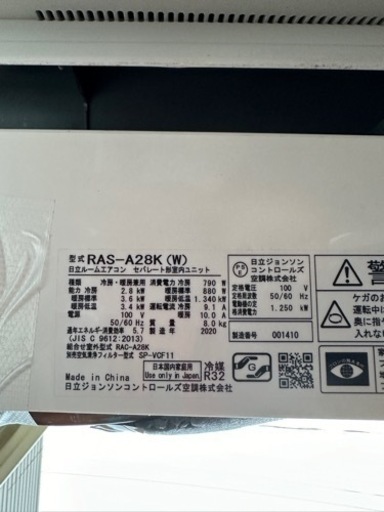 型式 RAS-A28K(W)
日立ルームエアコン セパレート形室内ユニット
種類 冷房・暖房兼用 消費電力 冷房 790 W
能力 冷房 2.8 kW 暖房標準 880 W
暖房標準 3.6 kW 暖房低温 1,340 kW
暖房低温 3.4 kW 運転電流 冷房 9.1 A
電源 100 V 暖房 10.0 A
50/60 Hz 質量 8.0kg
通年エネルギー消費効率 5.7 2020
(JIS C 9612:2013)
組合せ室外型式 RAC-A28K
別売空気清浄フィルター型式 SP-VCF11
Made in China
日本国内家庭用
Use only in Japan.
冷媒
R32
日立ジョンソンコントロールズ空調株式会社
日立ジョンソン
コントロールズ
空調株式会社
定格電圧 100 V
定格周波数 50/60 Hz
定格消費電力
1.250 kW
製造番号 001410
G
ケガのお
運転中は